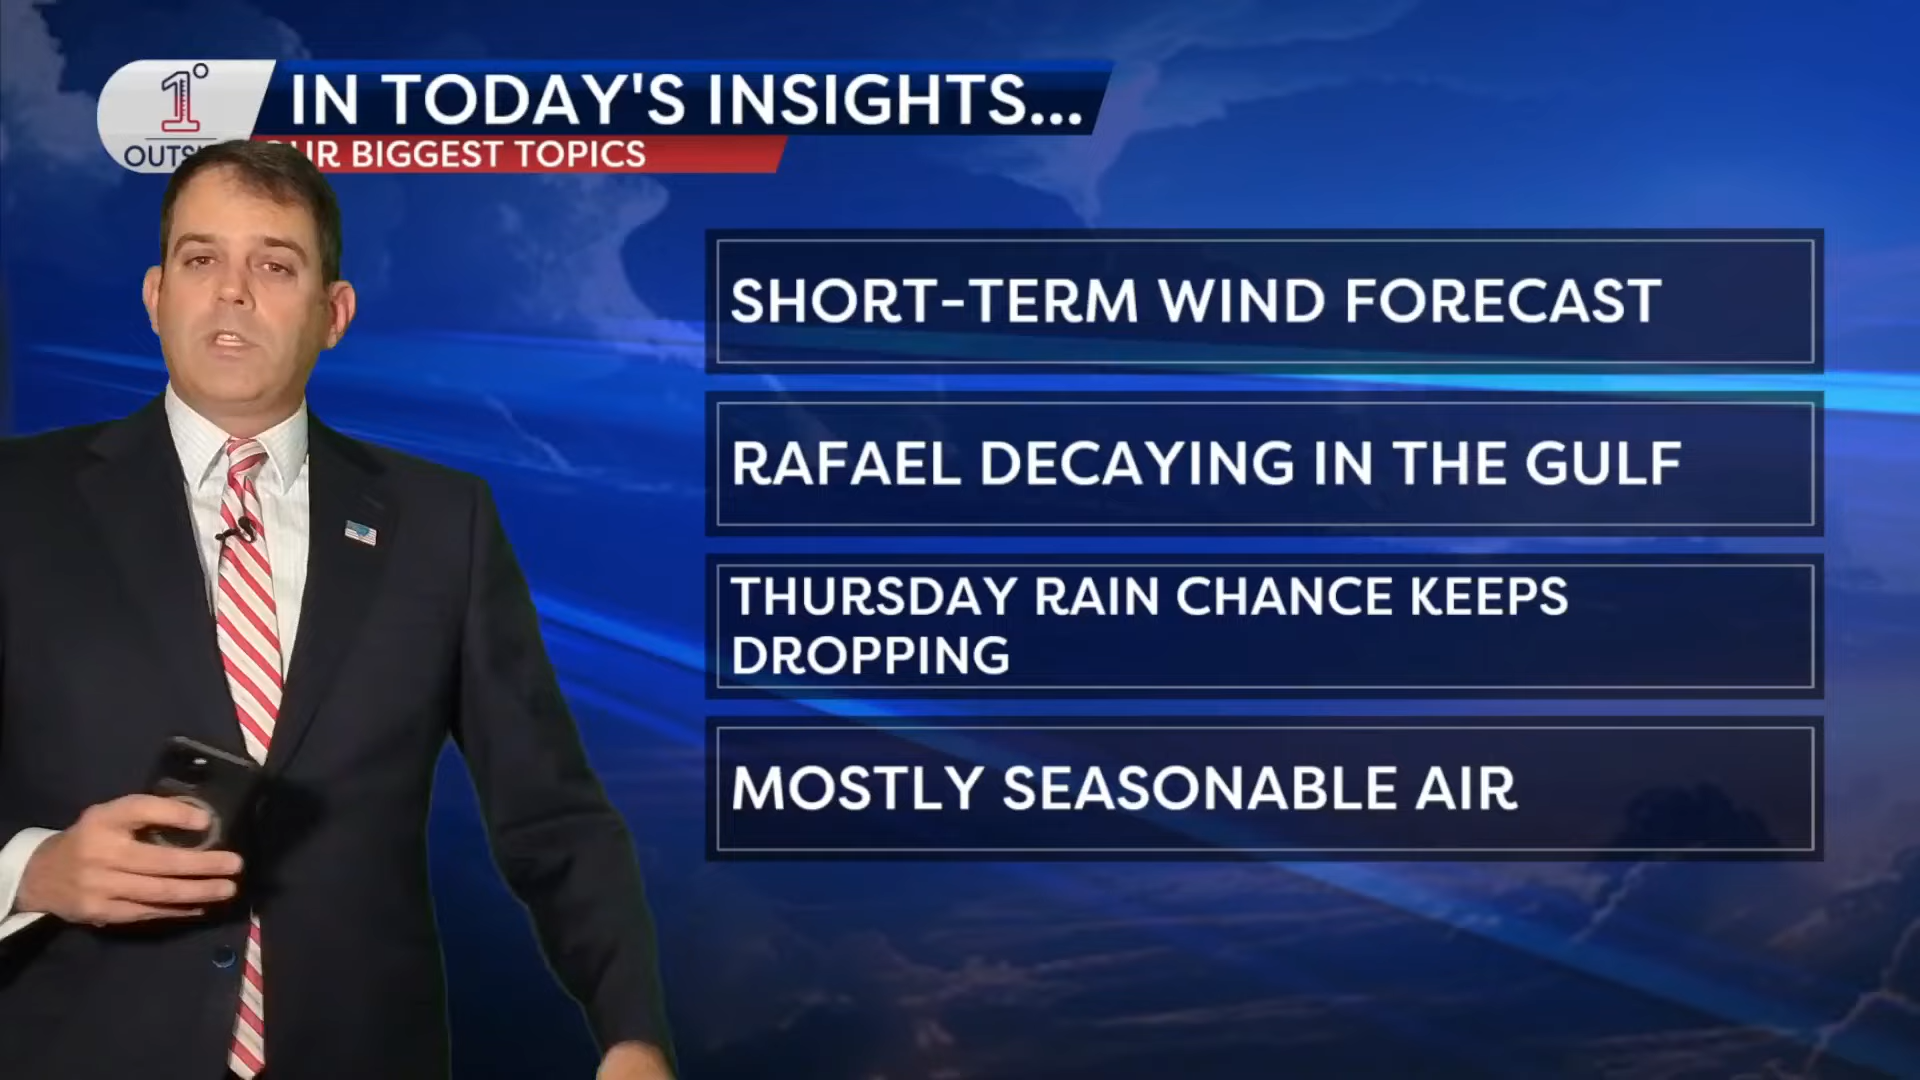 1°
IN TODAY'S INSIGHTS...
BIGGEST TOPICS
SHORT-TERM WIND FORECAST
RAFAEL DECAYING IN THE GULF
THURSDAY RAIN CHANCE KEEPS
DROPPING
MOSTLY SEASONABLE AIR